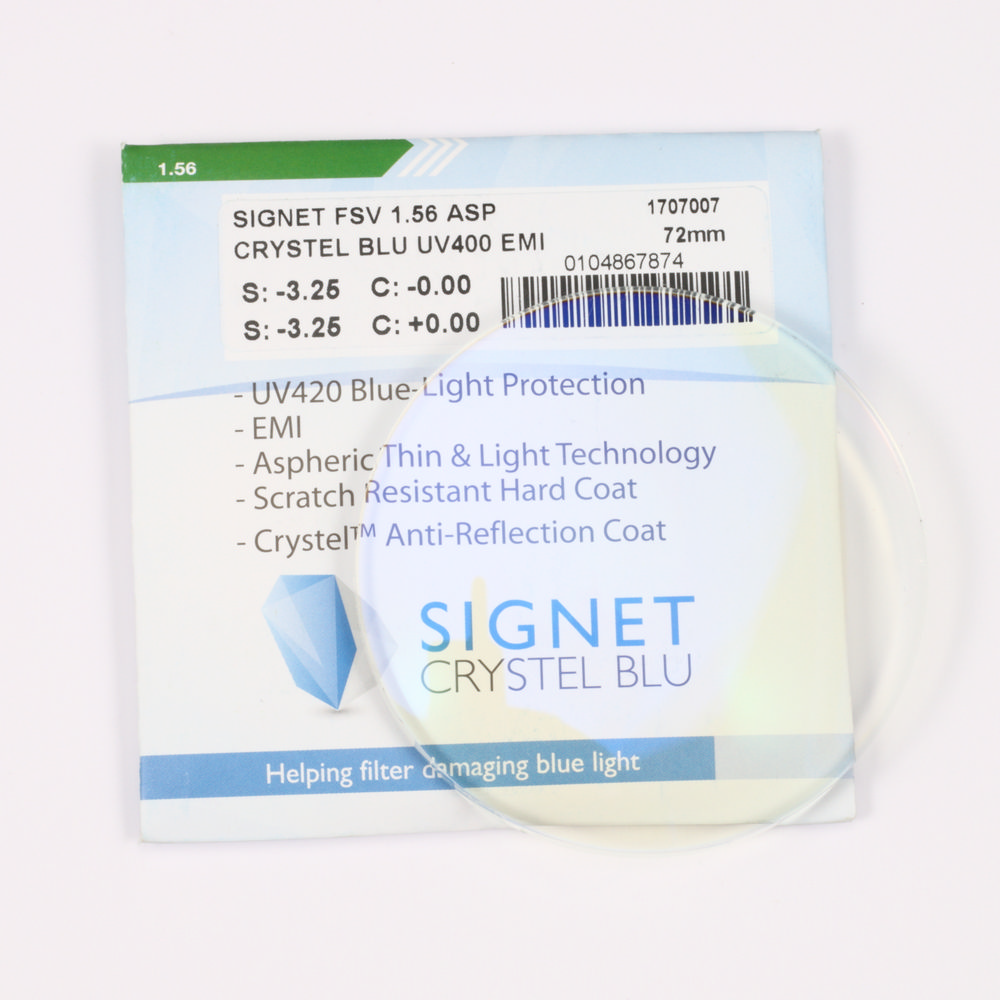 1.56
SIGNET FSV 1.56 ASP
1707007
CRYSTEL BLU UV400 EMI
72mm
0104867874
S: -3.25 C: -0.00
S: -3.25 C: +0.00
- UV420 Blue-Light Protection
- EMI
- Aspheric Thin & Light Technology
- Scratch Resistant Hard Coat
- Crystel™ Anti-Reflection Coat
SIGNET
CRYSTEL BLU
Helping filter damaging blue light